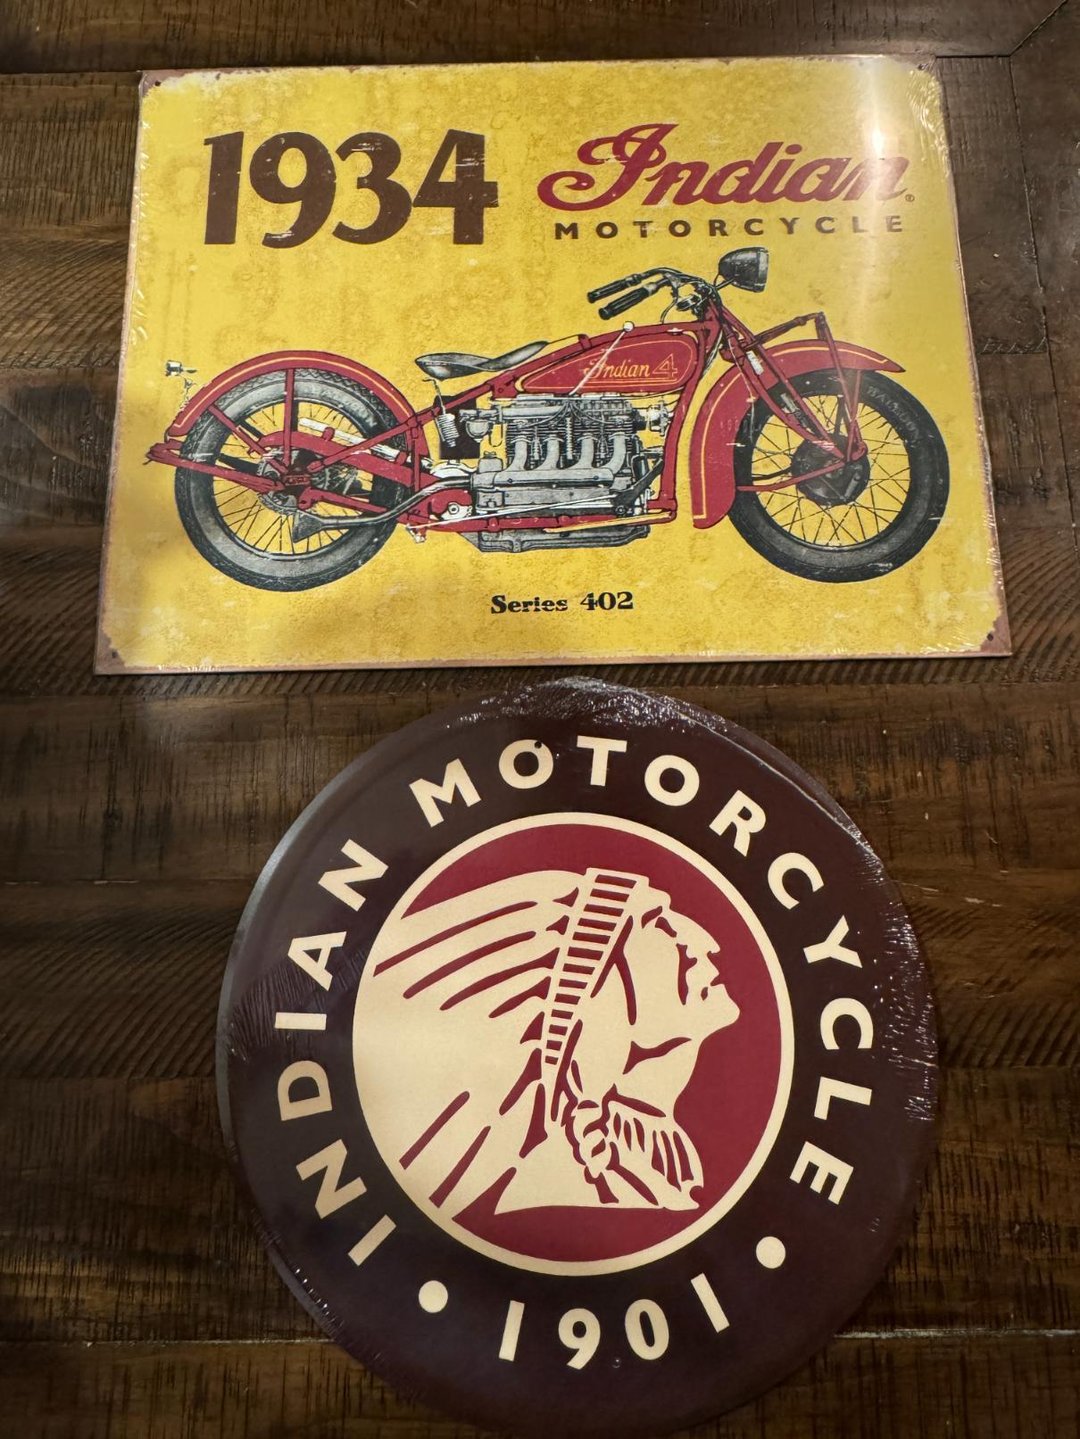 1934
Indian®
MOTORCYCLE
Indian 4
Series 402
INDIAN MOTORCYCLE
• 1901 •